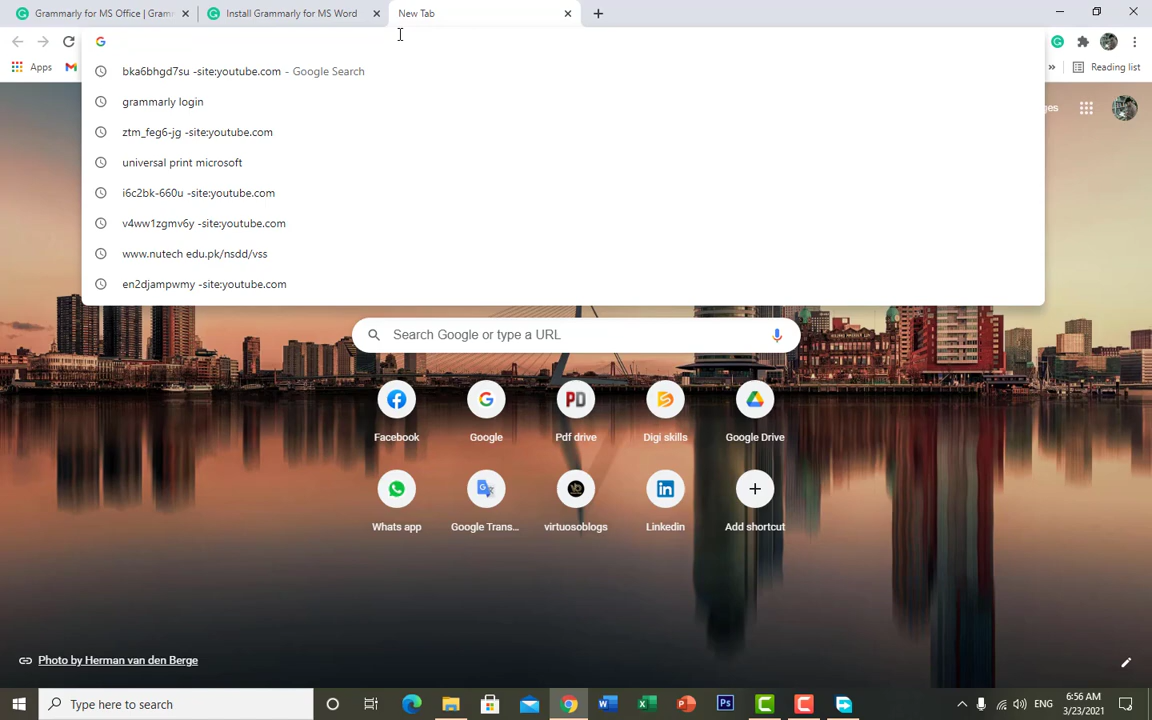 Grammarly for MS Office | Gram
Install Grammarly for MS Word
New Tab
Apps
Reading list
bka6bhgd7su -site:youtube.com - Google Search
grammarly login
ztm_feg6-jg -site:youtube.com
universal print microsoft
i6c2bk-660u -site:youtube.com
v4ww1zgmv6y -site:youtube.com
www.nutech edu.pk/nsdd/vss
en2djampwmy -site:youtube.com
Search Google or type a URL
Facebook
Google
Pdf drive
Digi skills
Google Drive
Whats app
Google Trans...
virtuosoblogs
Linkedin
Add shortcut
Photo by Herman van den Berge
Type here to search
ENG
6:56 AM
3/23/2021